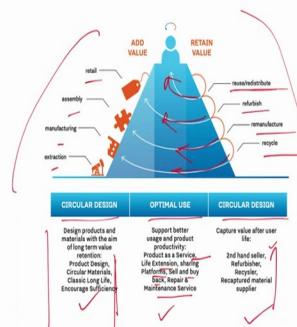 ADD
VALUE
RETAIN
VALUE
retail
assembly
manufacturing
extraction
reuse/redistribute
refurbish
remanufacture
recycle
CIRCULAR DESIGN
Design products and
materials with the aim
of long term value
retention:
Product Design,
Circular Materials,
Classic Long Life,
Encourage Sufficiency
OPTIMAL USE
Support better
usage and product
productivity:
Product as a Service,
Life Extension, sharing
Platforms, Sell and buy
back, Repair &
Maintenance Service
CIRCULAR DESIGN
Capture value after user
life:
2nd hand seller,
Refurbisher,
Recysler,
Recaptured material
supplier